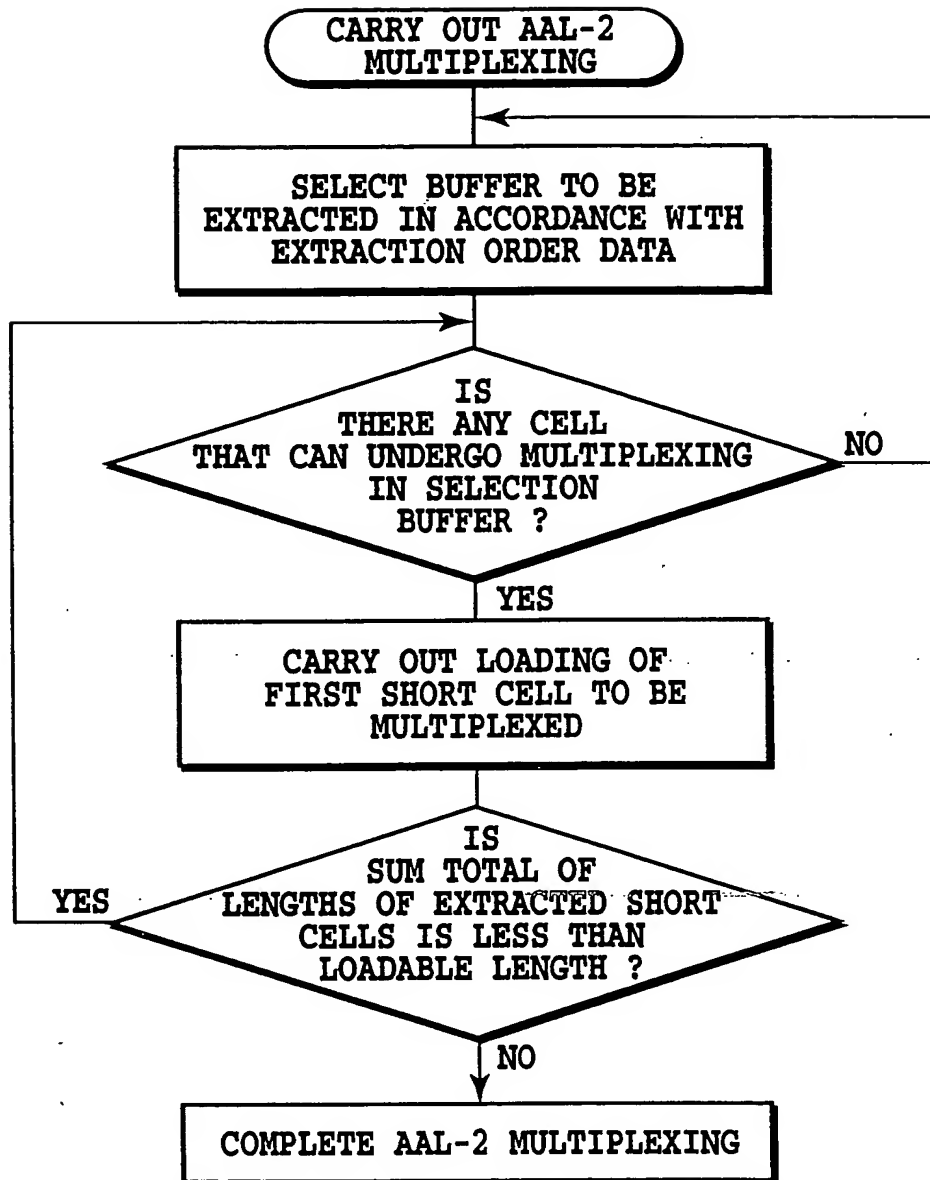 CARRY OUT AAL-2
MULTIPLEXING
SELECT BUFFER TO BE
EXTRACTED IN ACCORDANCE WITH
EXTRACTION ORDER DATA
IS
THERE ANY CELL
THAT CAN UNDERGO MULTIPLEXING
IN SELECTION
BUFFER ?
NO
YES
CARRY OUT LOADING OF
FIRST SHORT CELL TO BE
MULTIPLEXED
IS
SUM TOTAL OF
LENGTHS OF EXTRACTED SHORT
CELLS IS LESS THAN
LOADABLE LENGTH ?
YES
NO
COMPLETE AAL-2 MULTIPLEXING